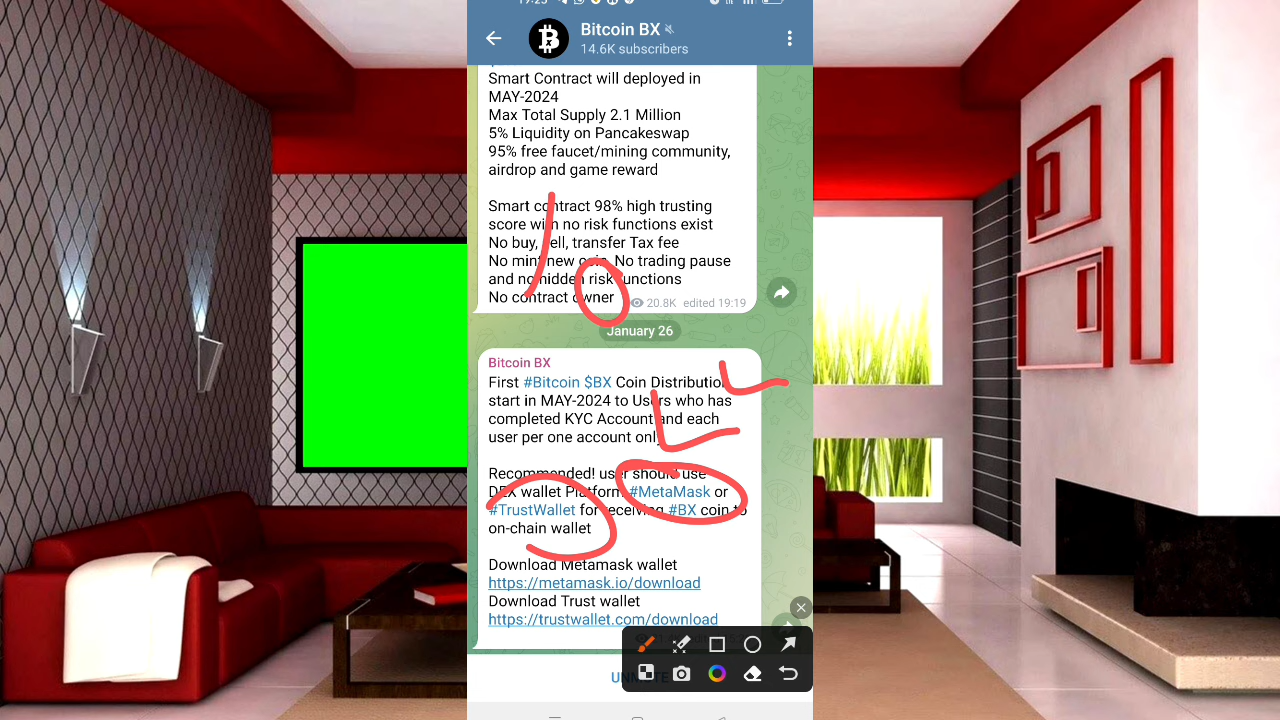 19:23
Bitcoin BX
14.6K subscribers
Smart Contract will deployed in
MAY-2024
Max Total Supply 2.1 Million
5% Liquidity on Pancakeswap
95% free faucet/mining community,
airdrop and game reward
Smart contract 98% high trusting
score with no risk functions exist
No buy, sell, transfer Tax fee
No mint new coin, No trading pause
and no hidden risk functions
No contract owner
20.8K edited 19:19
January 26
Bitcoin BX
First #Bitcoin $BX Coin Distribution
start in MAY-2024 to Users who has
completed KYC Account and each
user per one account only
Recommended! user should use
DEX wallet Platform #MetaMask or
#TrustWallet for receiving #BX coin to
on-chain wallet
Download Metamask wallet
https://metamask.io/download
Download Trust wallet
https://trustwallet.com/download